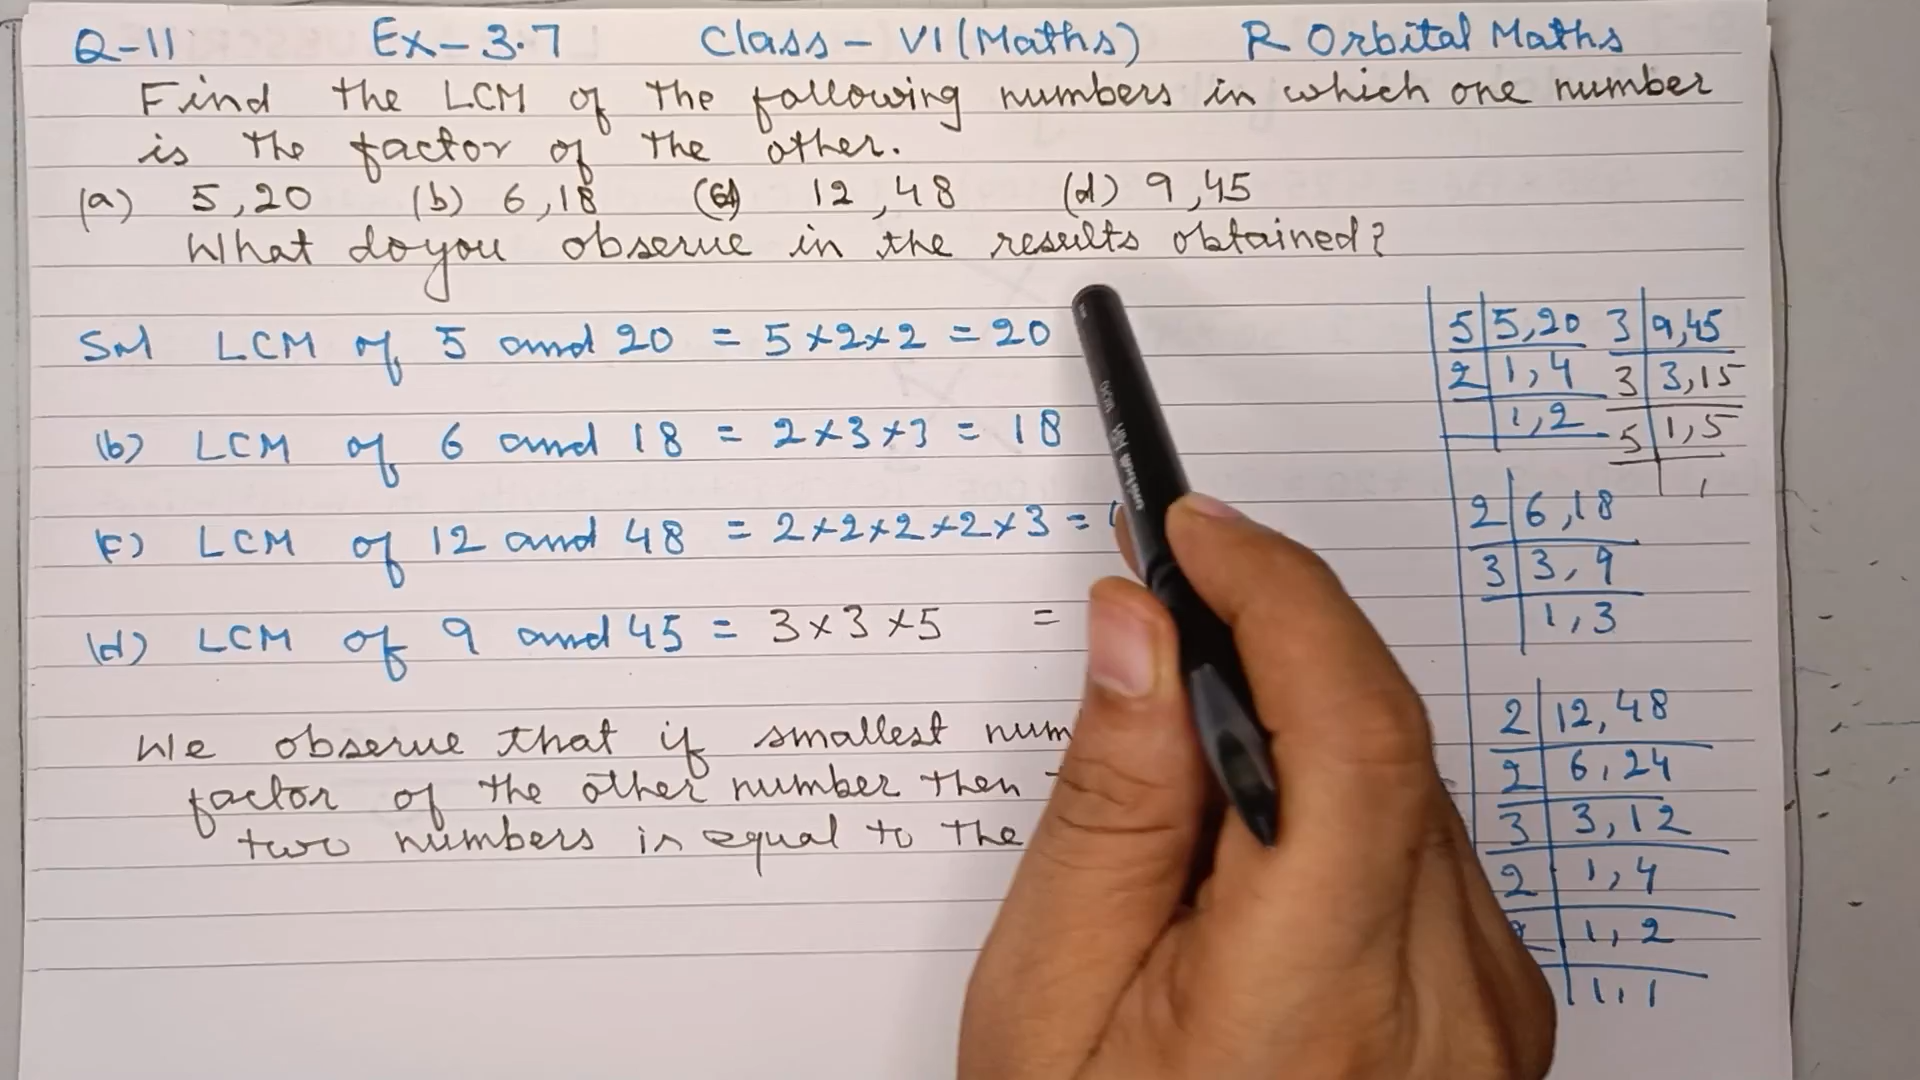 Q-11 Ex-3.7 Class-VI (Maths) R Orbital Maths
Find the LCM of the following numbers in which one number
is the factor of the other.
(a) 5,20 (b) 6,18 (c) 12,48 (d) 9,45
What do you observe in the results obtained?
Sol LCM of 5 and 20 = 5×2×2 = 20
(b) LCM of 6 and 18 = 2×3×3 = 18
(c) LCM of 12 and 48 = 2×2×2×2×3 =
(d) LCM of 9 and 45 = 3×3×5 =
We observe that if smallest
factor of the other number then
two numbers is equal to the
5 5,20
2 1,4
1,2
3 9,45
3 3,15
5 1,5
1
2 6,18
3 3,9
1,3
2 12,48
2 6,24
3 3,12
2 1,4
2 1,2
1,1